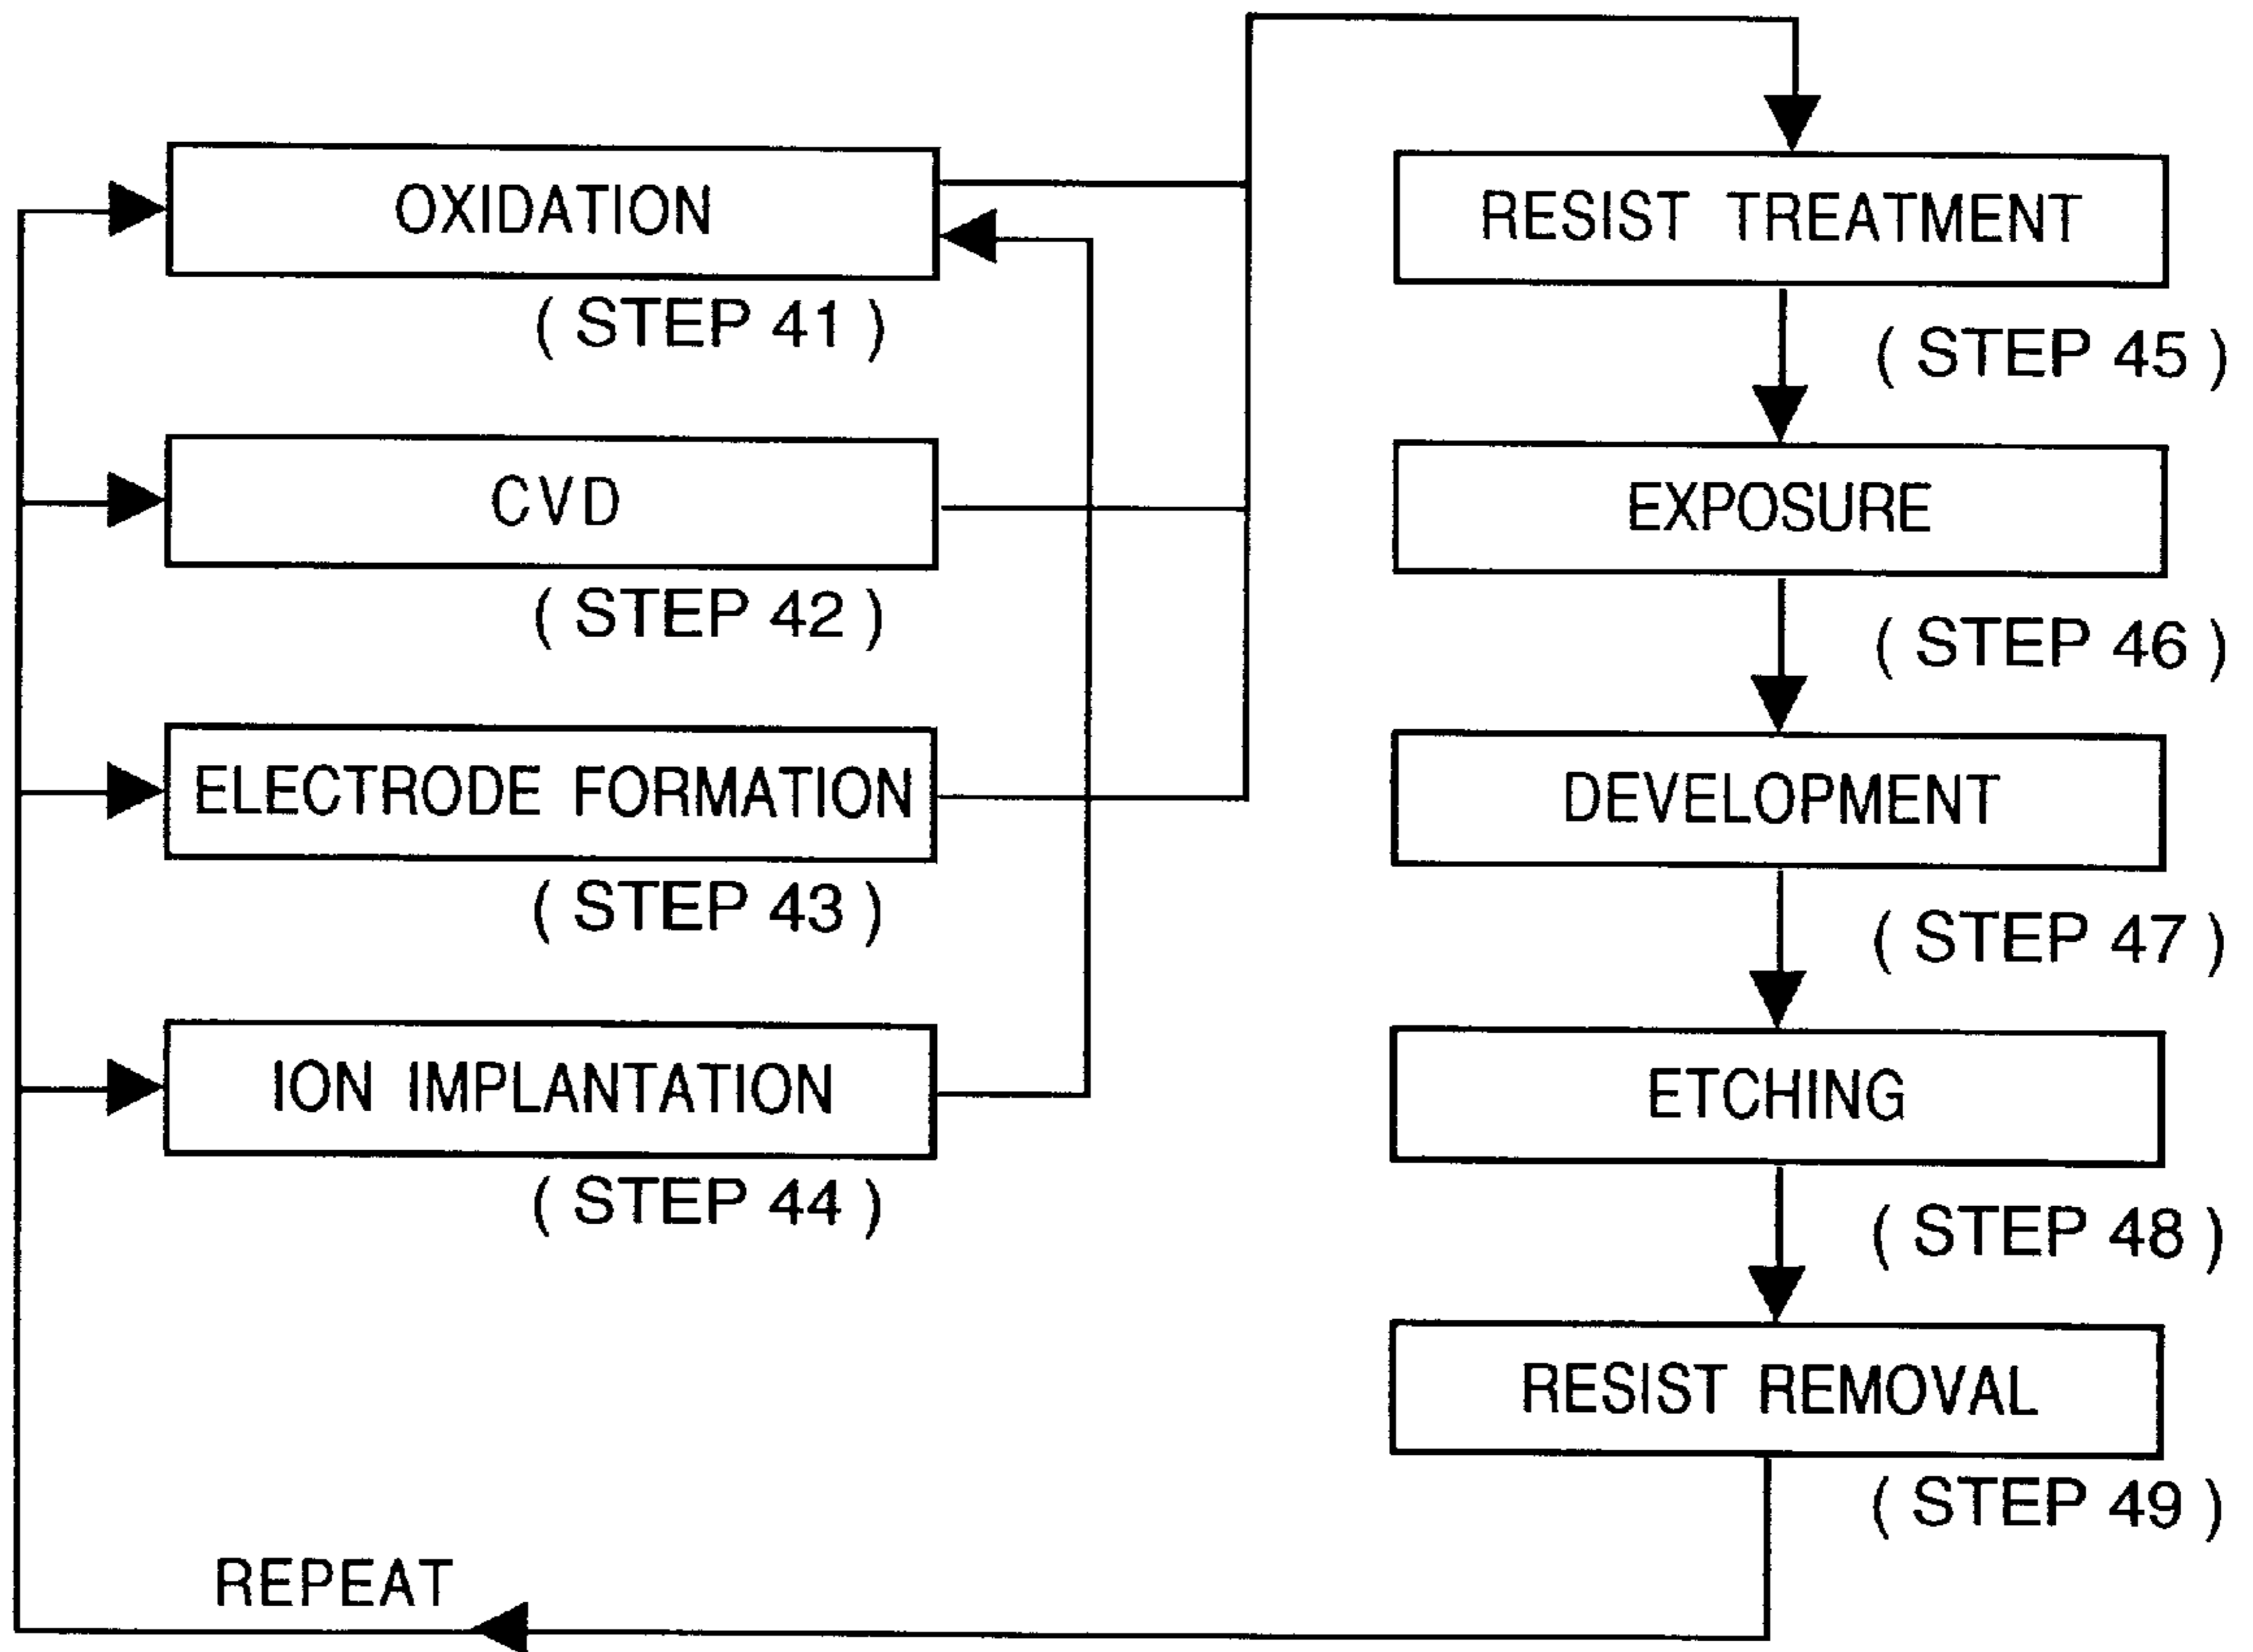 OXIDATION
( STEP 41 )
CVD
( STEP 42 )
ELECTRODE FORMATION
( STEP 43 )
ION IMPLANTATION
( STEP 44 )
RESIST TREATMENT
( STEP 45 )
EXPOSURE
( STEP 46 )
DEVELOPMENT
( STEP 47 )
ETCHING
( STEP 48 )
RESIST REMOVAL
( STEP 49 )
REPEAT